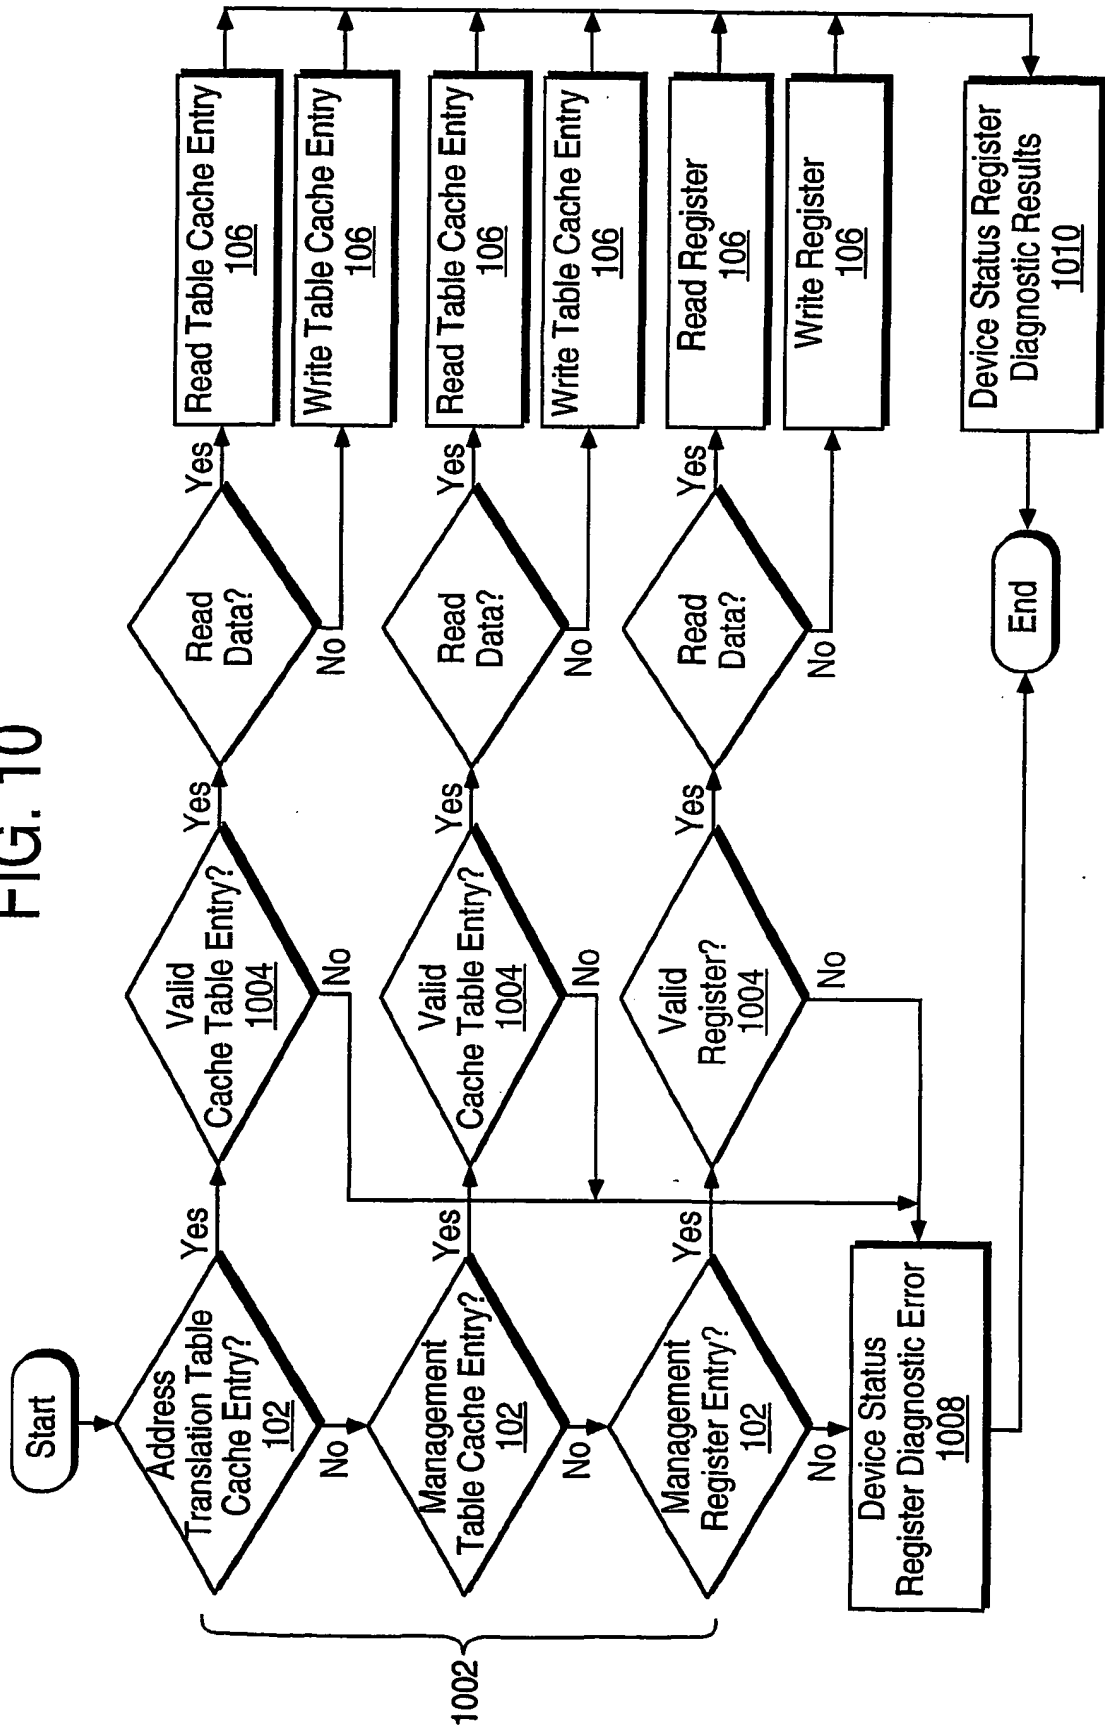 FIG. 10
Start
Address
Translation Table
Cache Entry?
102
Yes
No
Valid
Cache Table Entry?
1004
Yes
No
Read
Data?
Yes
No
Read Table Cache Entry
106
Write Table Cache Entry
106
Management
Table Cache Entry?
102
Yes
No
Valid
Cache Table Entry?
1004
Yes
No
Read
Data?
Yes
No
Read Table Cache Entry
106
Write Table Cache Entry
106
Management
Register Entry?
102
Yes
No
Valid
Register?
1004
Yes
No
Read
Data?
Yes
No
Read Register
106
Write Register
106
1002
Device Status
Register Diagnostic Error
1008
End
Device Status Register
Diagnostic Results
1010